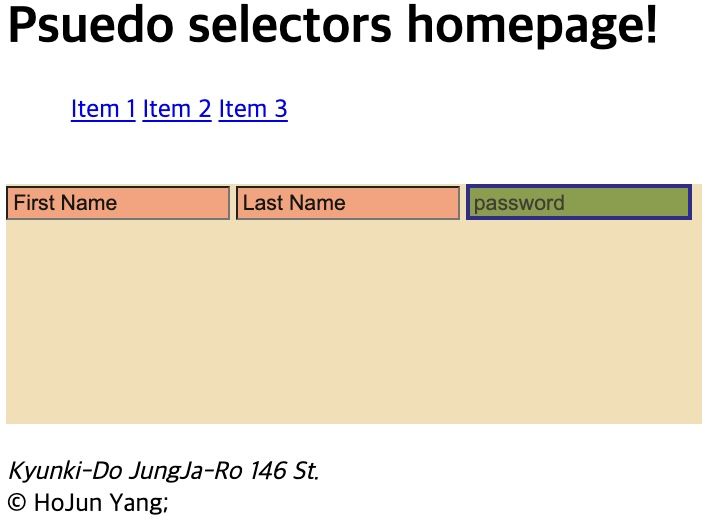 Psuedo selectors homepage!
Item 1 Item 2 Item 3
First Name Last Name password
Kyunki-Do JungJa-Ro 146 St.
© HoJun Yang;